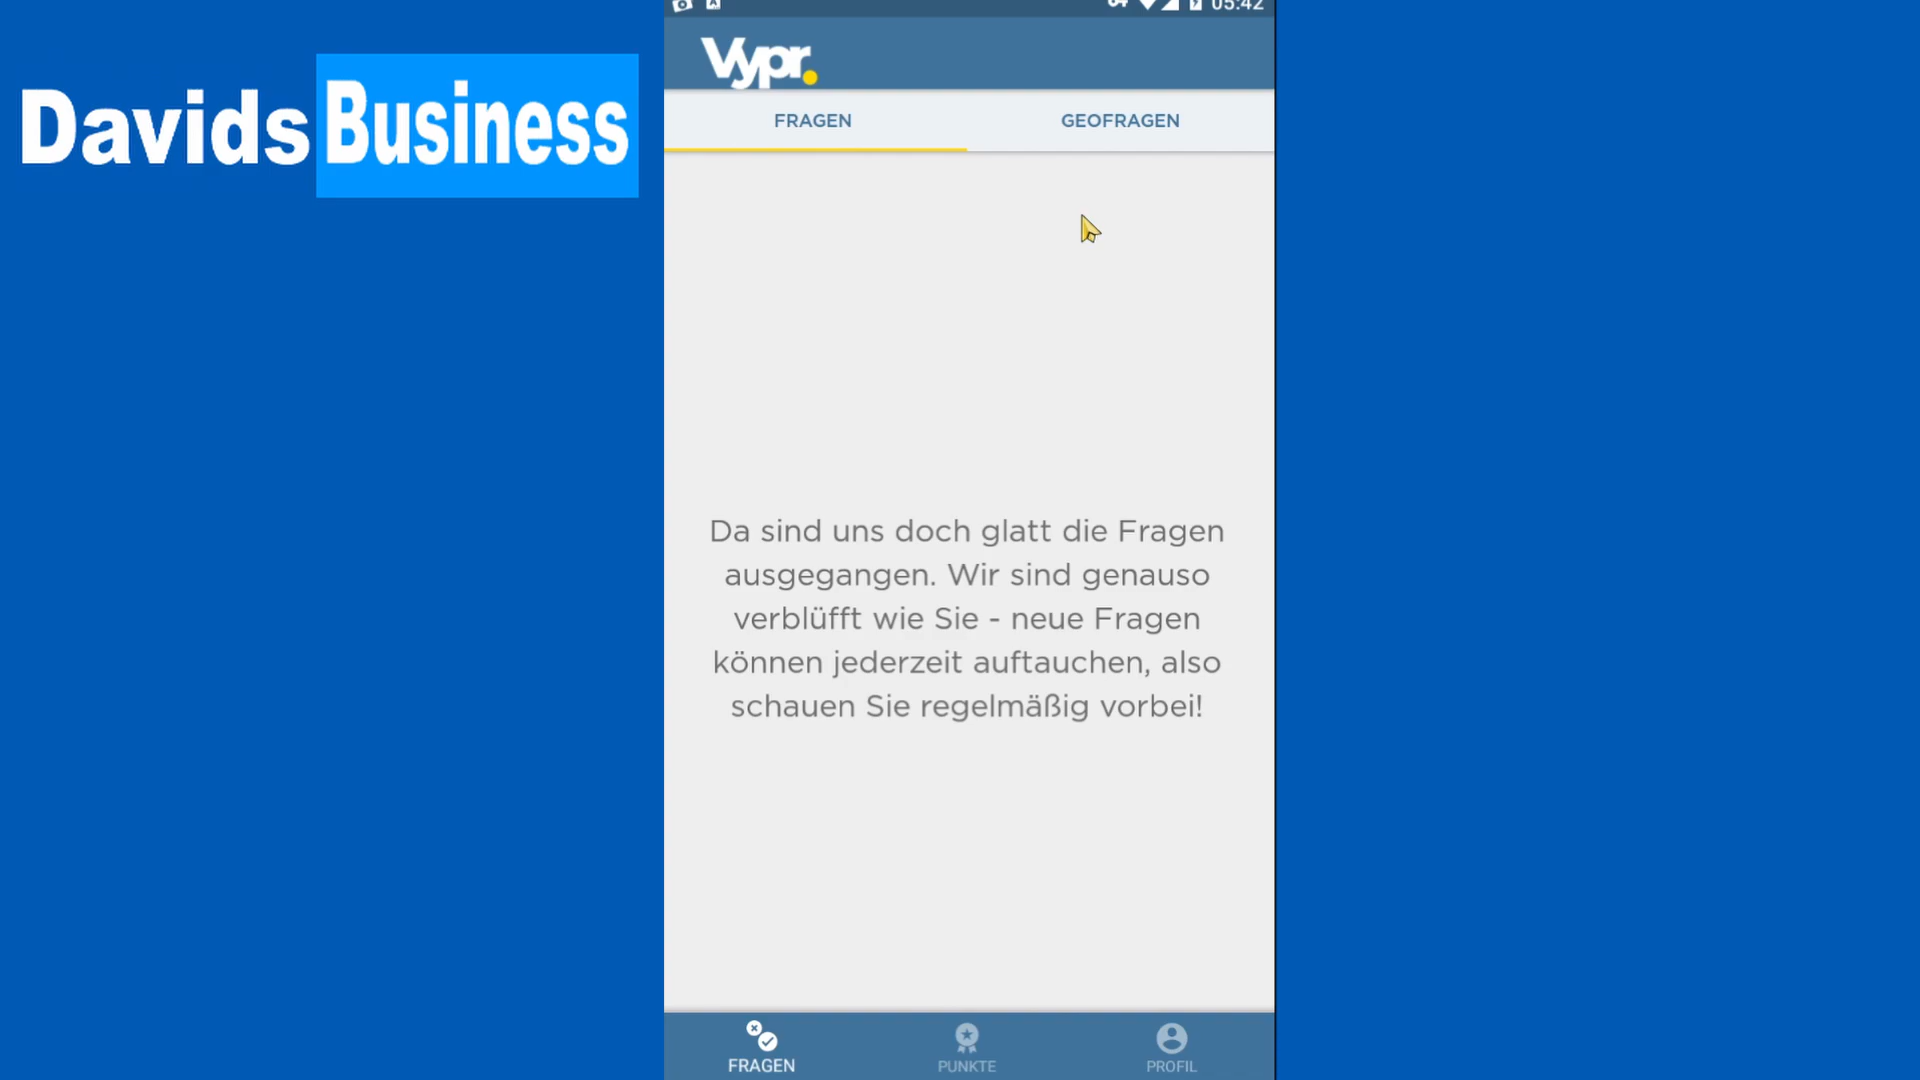 05:42
Vypr.
Davids Business
FRAGEN
GEOFRAGEN
Da sind uns doch glatt die Fragen
ausgegangen. Wir sind genauso
verblüfft wie Sie - neue Fragen
können jederzeit auftauchen, also
schauen Sie regelmäßig vorbei!
FRAGEN
PUNKTE
PROFIL